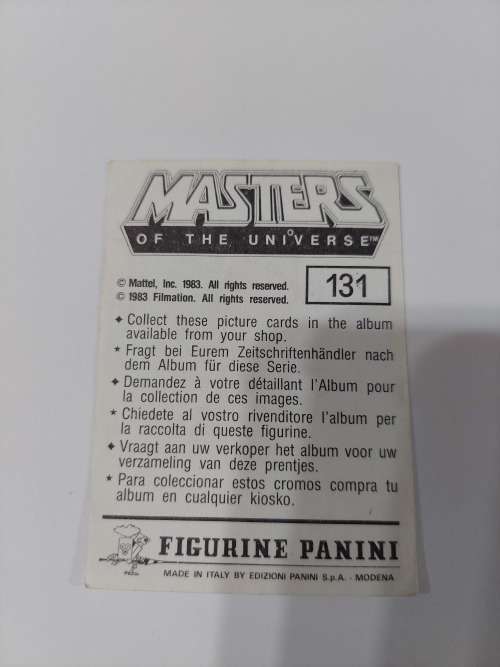 MASTERS
OF THE UNIVERSE™
© Mattel, Inc. 1983. All rights reserved.
© 1983 Filmation. All rights reserved.
131
✦ Collect these picture cards in the album
available from your shop.
★ Fragt bei Eurem Zeitschriftenhändler nach
dem Album für diese Serie.
✦ Demandez à votre détaillant l'Album pour
la collection de ces images.
★ Chiedete al vostro rivenditore l'album per
la raccolta di queste figurine.
✦ Vraagt aan uw verkoper het album voor uw
verzameling van deze prentjes.
★ Para coleccionar estos cromos compra tu
album en cualquier kiosko.
FIGURINE PANINI
MADE IN ITALY BY EDIZIONI PANINI S.p.A. - MODENA